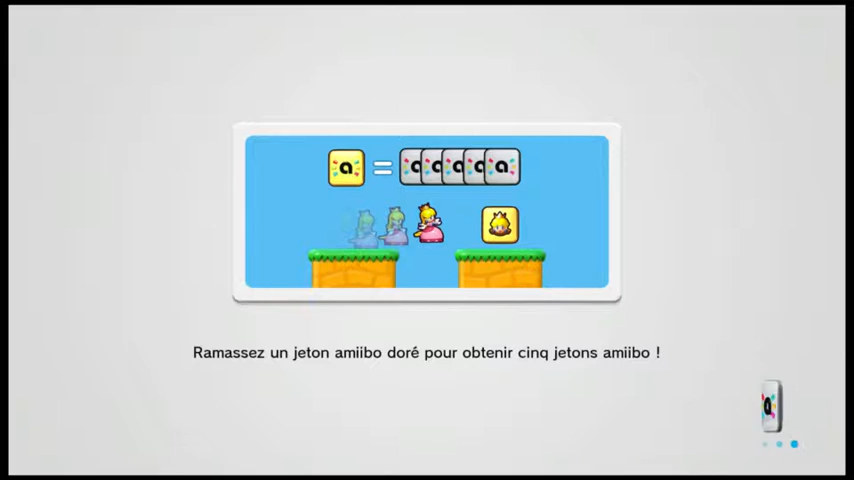 a = a a a a a
Ramassez un jeton amiibo doré pour obtenir cinq jetons amiibo !
a